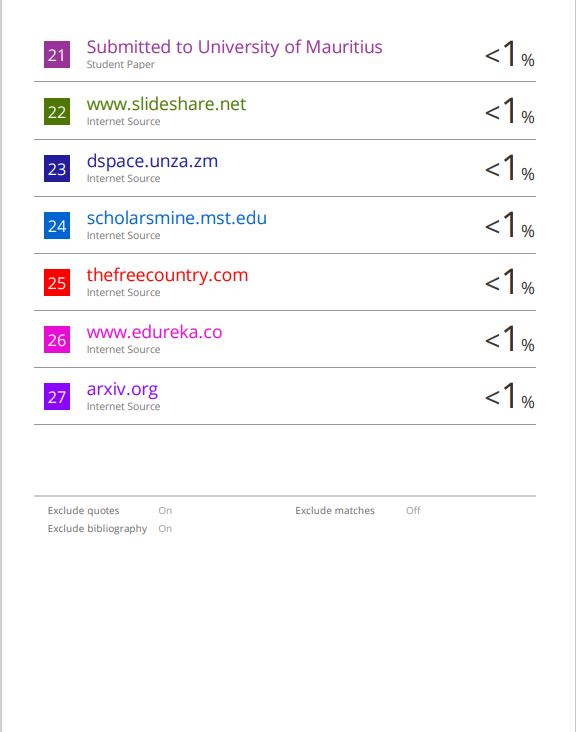 21 Submitted to University of Mauritius <1%
Student Paper
22 www.slideshare.net <1%
Internet Source
23 dspace.unza.zm <1%
Internet Source
24 scholarsmine.mst.edu <1%
Internet Source
25 thefreecountry.com <1%
Internet Source
26 www.edureka.co <1%
Internet Source
27 arxiv.org <1%
Internet Source
Exclude quotes On Exclude matches Off
Exclude bibliography On